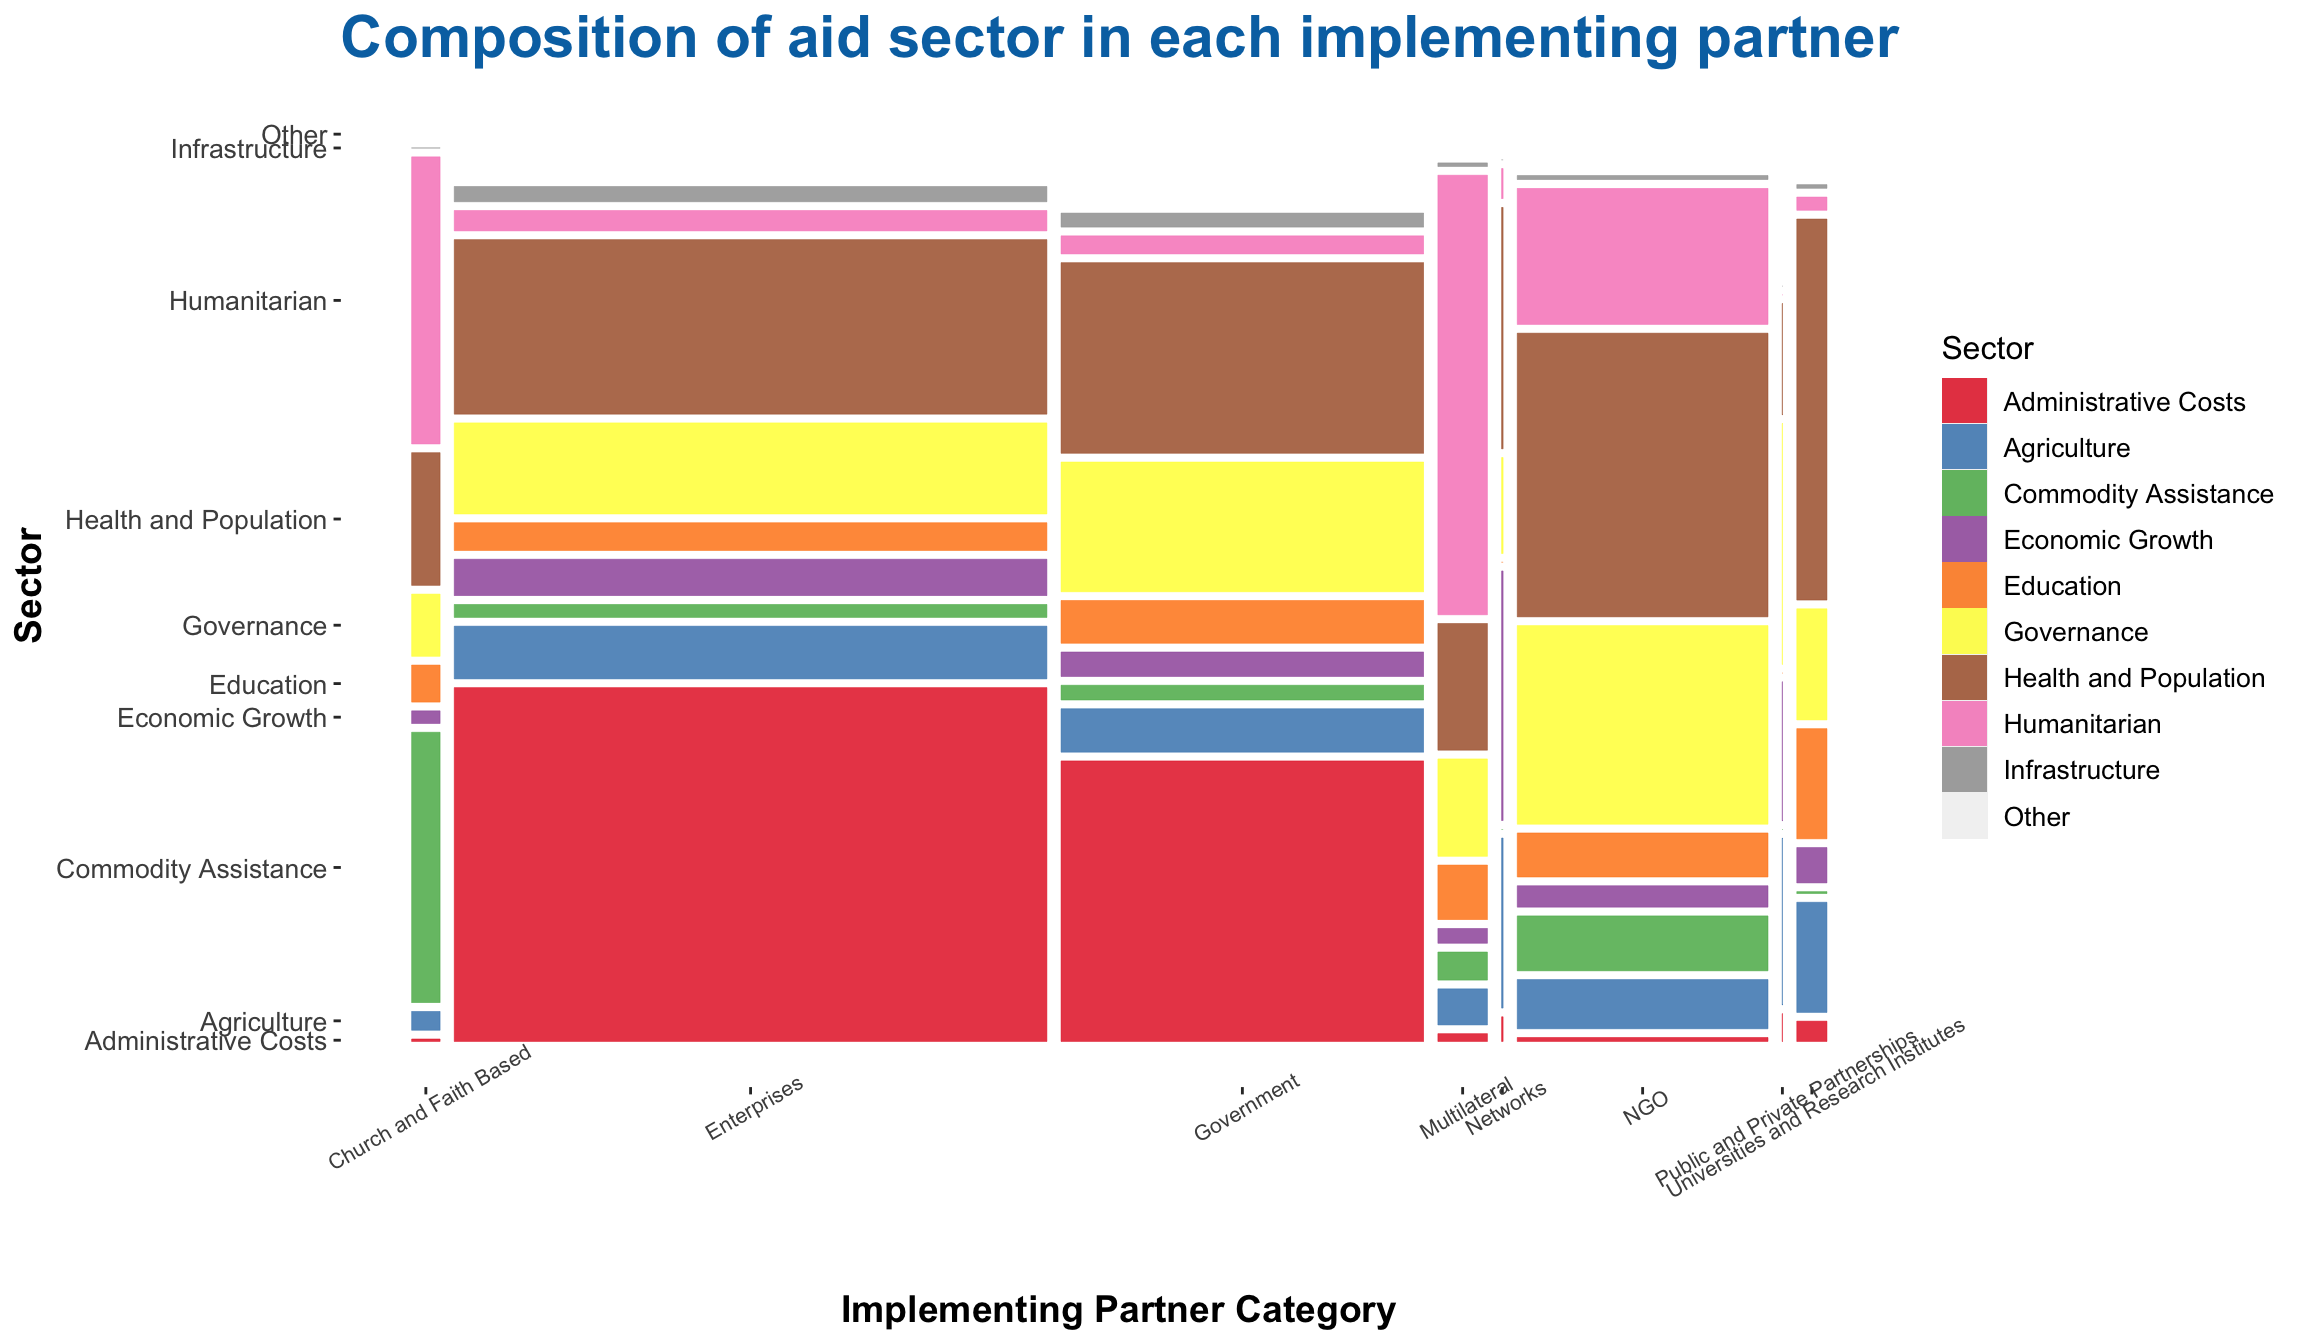 Composition of aid sector in each implementing partner
Sector
Other
Infrastructure
Humanitarian
Health and Population
Governance
Education
Economic Growth
Commodity Assistance
Agriculture
Administrative Costs
Church and Faith Based
Enterprises
Government
Multilateral
Networks
NGO
Public and Private Partnerships
Universities and Research Institutes
Implementing Partner Category
Sector
Administrative Costs
Agriculture
Commodity Assistance
Economic Growth
Education
Governance
Health and Population
Humanitarian
Infrastructure
Other